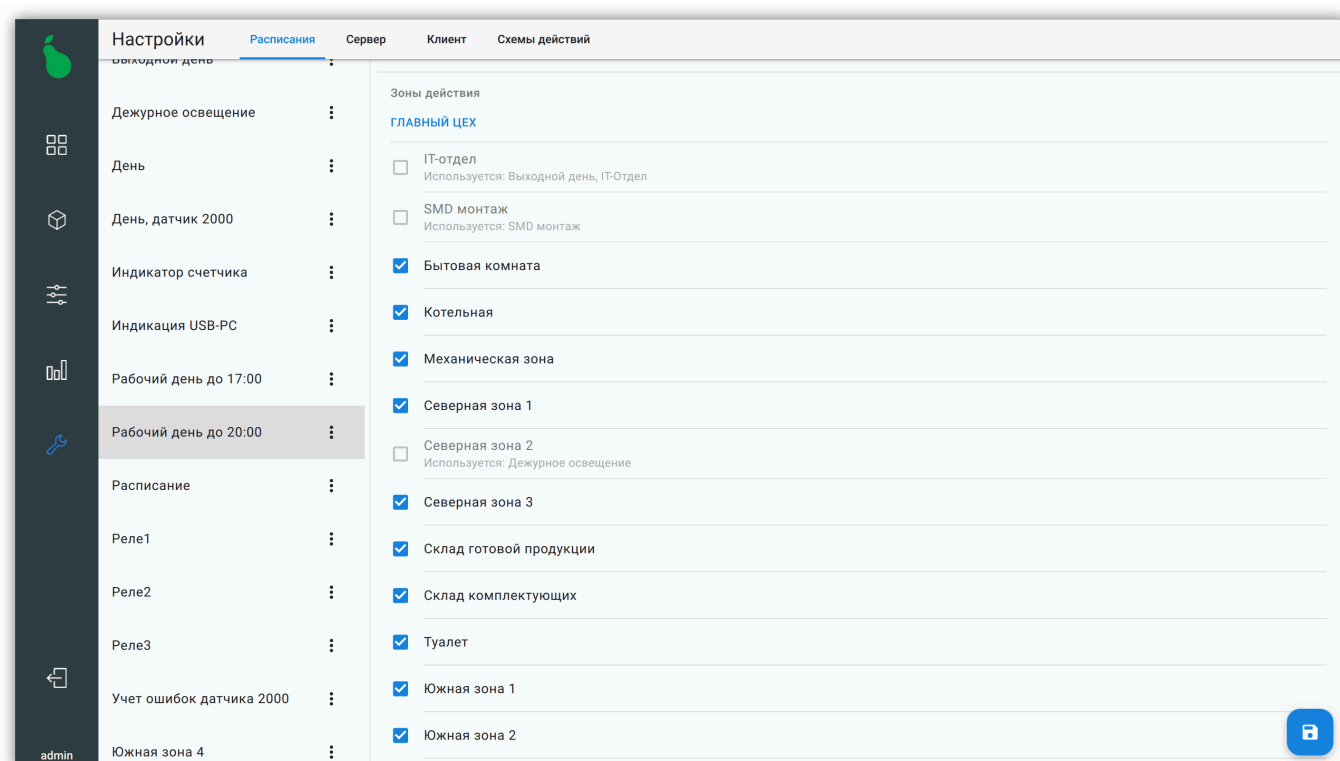 Настройки
Расписания
Сервер
Клиент
Схемы действий
Выходной день
Дежурное освещение
День
День, датчик 2000
Индикатор счетчика
Индикация USB-PC
Рабочий день до 17:00
Рабочий день до 20:00
Расписание
Реле1
Реле2
Реле3
Учет ошибок датчика 2000
Южная зона 4
admin
Зоны действия
ГЛАВНЫЙ ЦЕХ
IT-отдел
Используется: Выходной день, IT-Отдел
SMD монтаж
Используется: SMD монтаж
Бытовая комната
Котельная
Механическая зона
Северная зона 1
Северная зона 2
Используется: Дежурное освещение
Северная зона 3
Склад готовой продукции
Склад комплектующих
Туалет
Южная зона 1
Южная зона 2